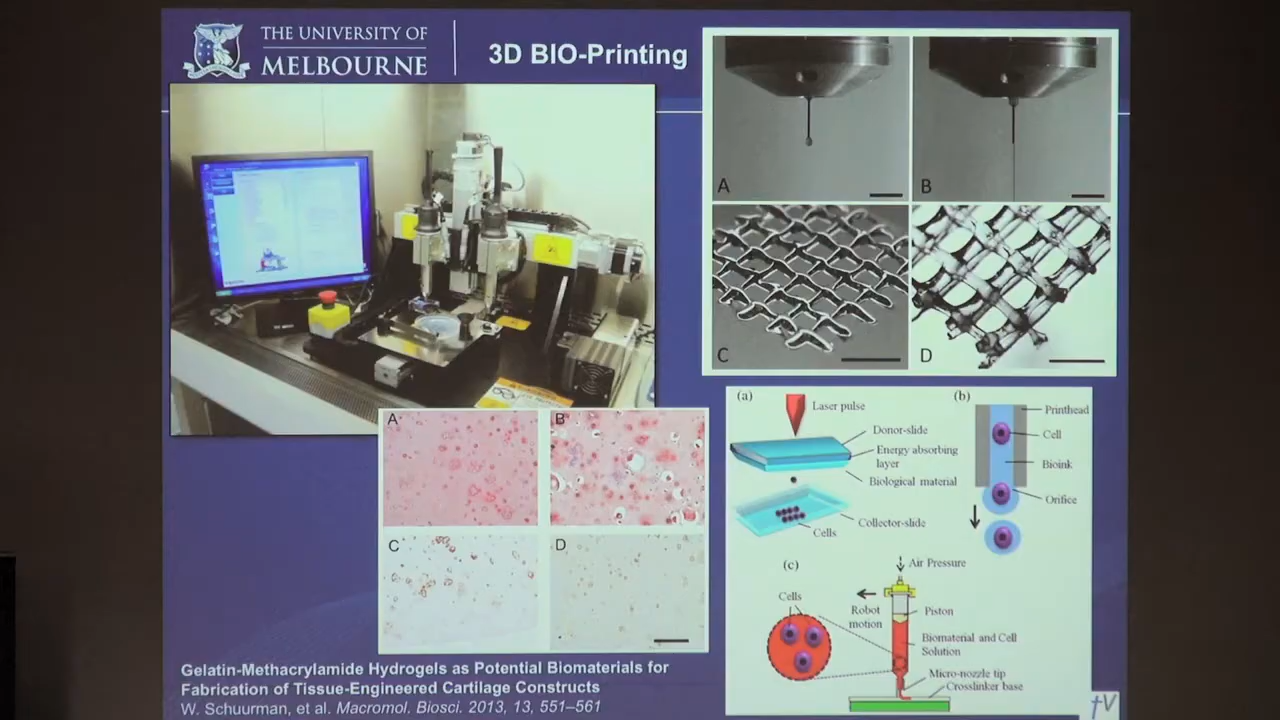 THE UNIVERSITY OF
MELBOURNE
3D BIO-Printing
A
B
C
D
A
B
C
D
(a)
Laser pulse
Donor-slide
Energy absorbing
layer
Biological material
Collector-slide
Cells
(b)
Printhead
Cell
Bioink
Orifice
(c)
Air Pressure
Cells
Robot
motion
Piston
Biomaterial and Cell
Solution
Micro-nozzle tip
Crosslinker base
Gelatin-Methacrylamide Hydrogels as Potential Biomaterials for
Fabrication of Tissue-Engineered Cartilage Constructs
W. Schuurman, et al. Macromol. Biosci. 2013, 13, 551–561